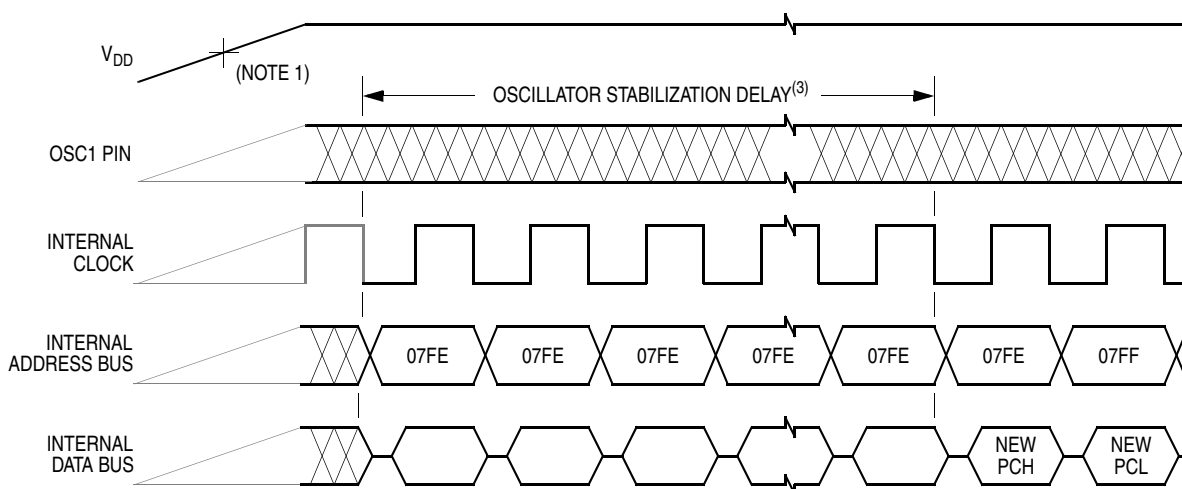 VDD
(NOTE 1)
OSCILLATOR STABILIZATION DELAY(3)
OSC1 PIN
INTERNAL
CLOCK
INTERNAL
ADDRESS BUS
07FE 07FE 07FE 07FE 07FE 07FE 07FF
INTERNAL
DATA BUS
NEW
PCH
NEW
PCL